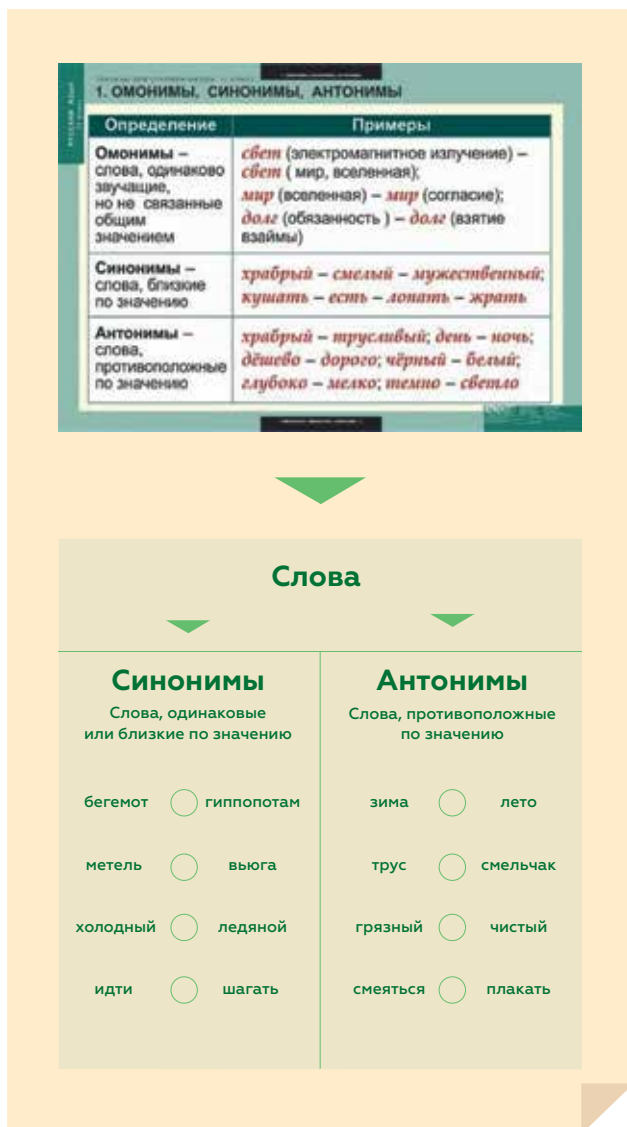 1. ОМОНИМЫ, СИНОНИМЫ, АНТОНИМЫ
РУССКИЙ ЯЗЫК
Определение Примеры
Омонимы –
слова, одинаково
звучащие,
но не связанные
общим
значением
свет (электромагнитное излучение) –
свет ( мир, вселенная);
мир (вселенная) – мир (согласие);
долг (обязанность ) – долг (взятие
взаймы)
Синонимы –
слова, близкие
по значению
храбрый – смелый – мужественный;
кушать – есть – лопать – жрать
Антонимы –
слова,
противоположные
по значению
храбрый – трусливый; день – ночь;
дёшево – дорого; чёрный – белый;
глубоко – мелко; темно – светло
Слова
Синонимы
Слова, одинаковые
или близкие по значению
бегемот гиппопотам
метель вьюга
холодный ледяной
идти шагать
Антонимы
Слова, противоположные
по значению
зима лето
трус смельчак
грязный чистый
смеяться плакать